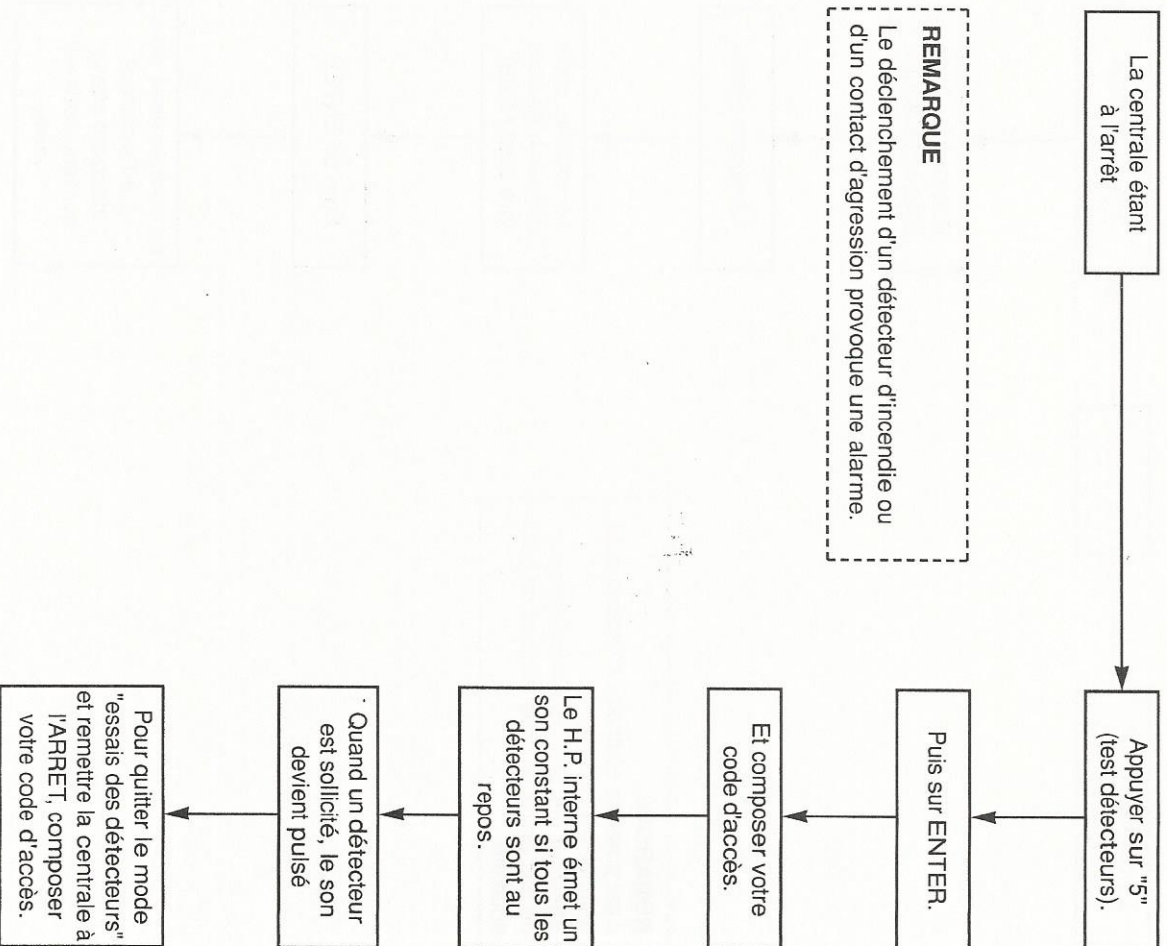 La centrale étant
à l'arrêt
Appuyer sur "5"
(test détecteurs).
Puis sur ENTER.
Et composer votre
code d'accès.
Le H.P. interne émet un
son constant si tous les
détecteurs sont au
repos.
Quand un détecteur
est sollicité, le son
devient pulsé
Pour quitter le mode
"essais des détecteurs"
et remettre la centrale à
l'ARRET, composer
votre code d'accès.
REMARQUE
Le déclenchement d'un détecteur d'incendie ou
d'un contact d'agression provoque une alarme.